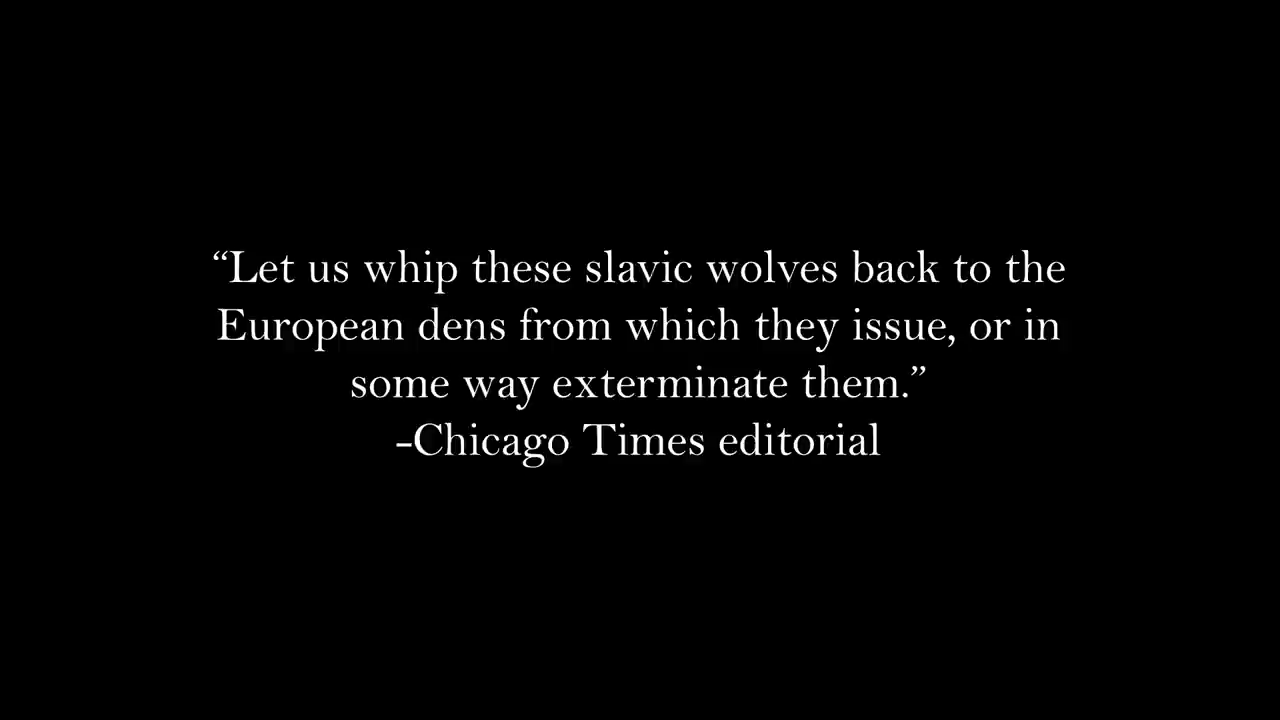 “Let us whip these slavic wolves back to the
European dens from which they issue, or in
some way exterminate them.”
-Chicago Times editorial